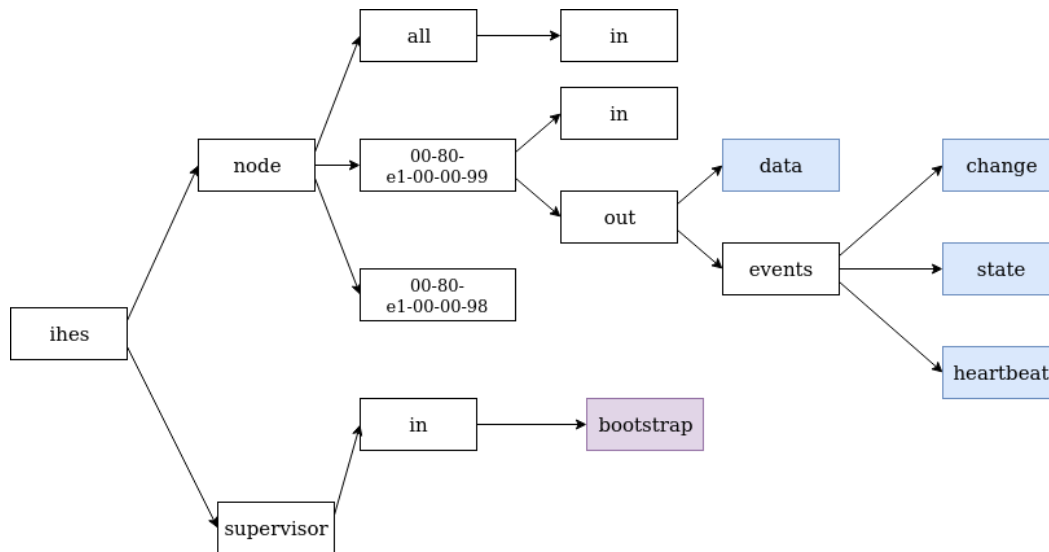 all
in
in
node
00-80-
e1-00-00-99
data
change
out
events
state
00-80-
e1-00-00-98
ihes
heartbeat
in
bootstrap
supervisor